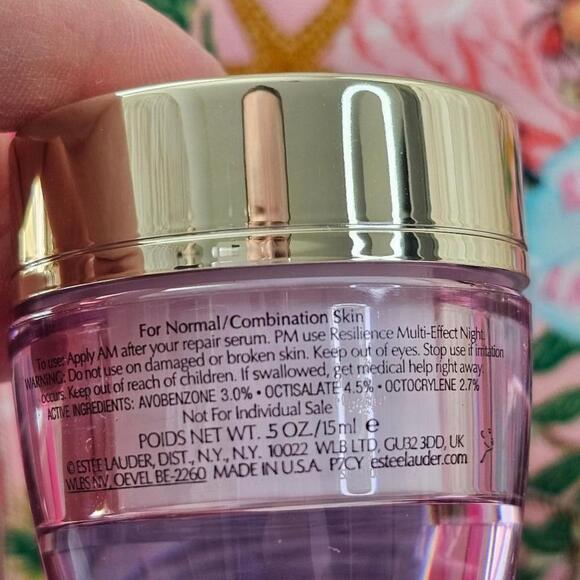 For Normal/Combination Skin
To use: Apply AM after your repair serum. PM use Resilience Multi-Effect Night.
WARNING: Do not use on damaged or broken skin. Keep out of eyes. Stop use if irritation
occurs. Keep out of reach of children. If swallowed, get medical help right away.
ACTIVE INGREDIENTS: AVOBENZONE 3.0% • OCTISALATE 4.5% • OCTOCRYLENE 2.7%
Not For Individual Sale
POIDS NET WT. .5 OZ./15 ml e
© ESTEE LAUDER, DIST., N.Y., N.Y. 10022 WLB LTD, GU32 3DD, UK
WLBS NV, OEVEL BE-2260 MADE IN U.S.A. P7CY esteelauder.com